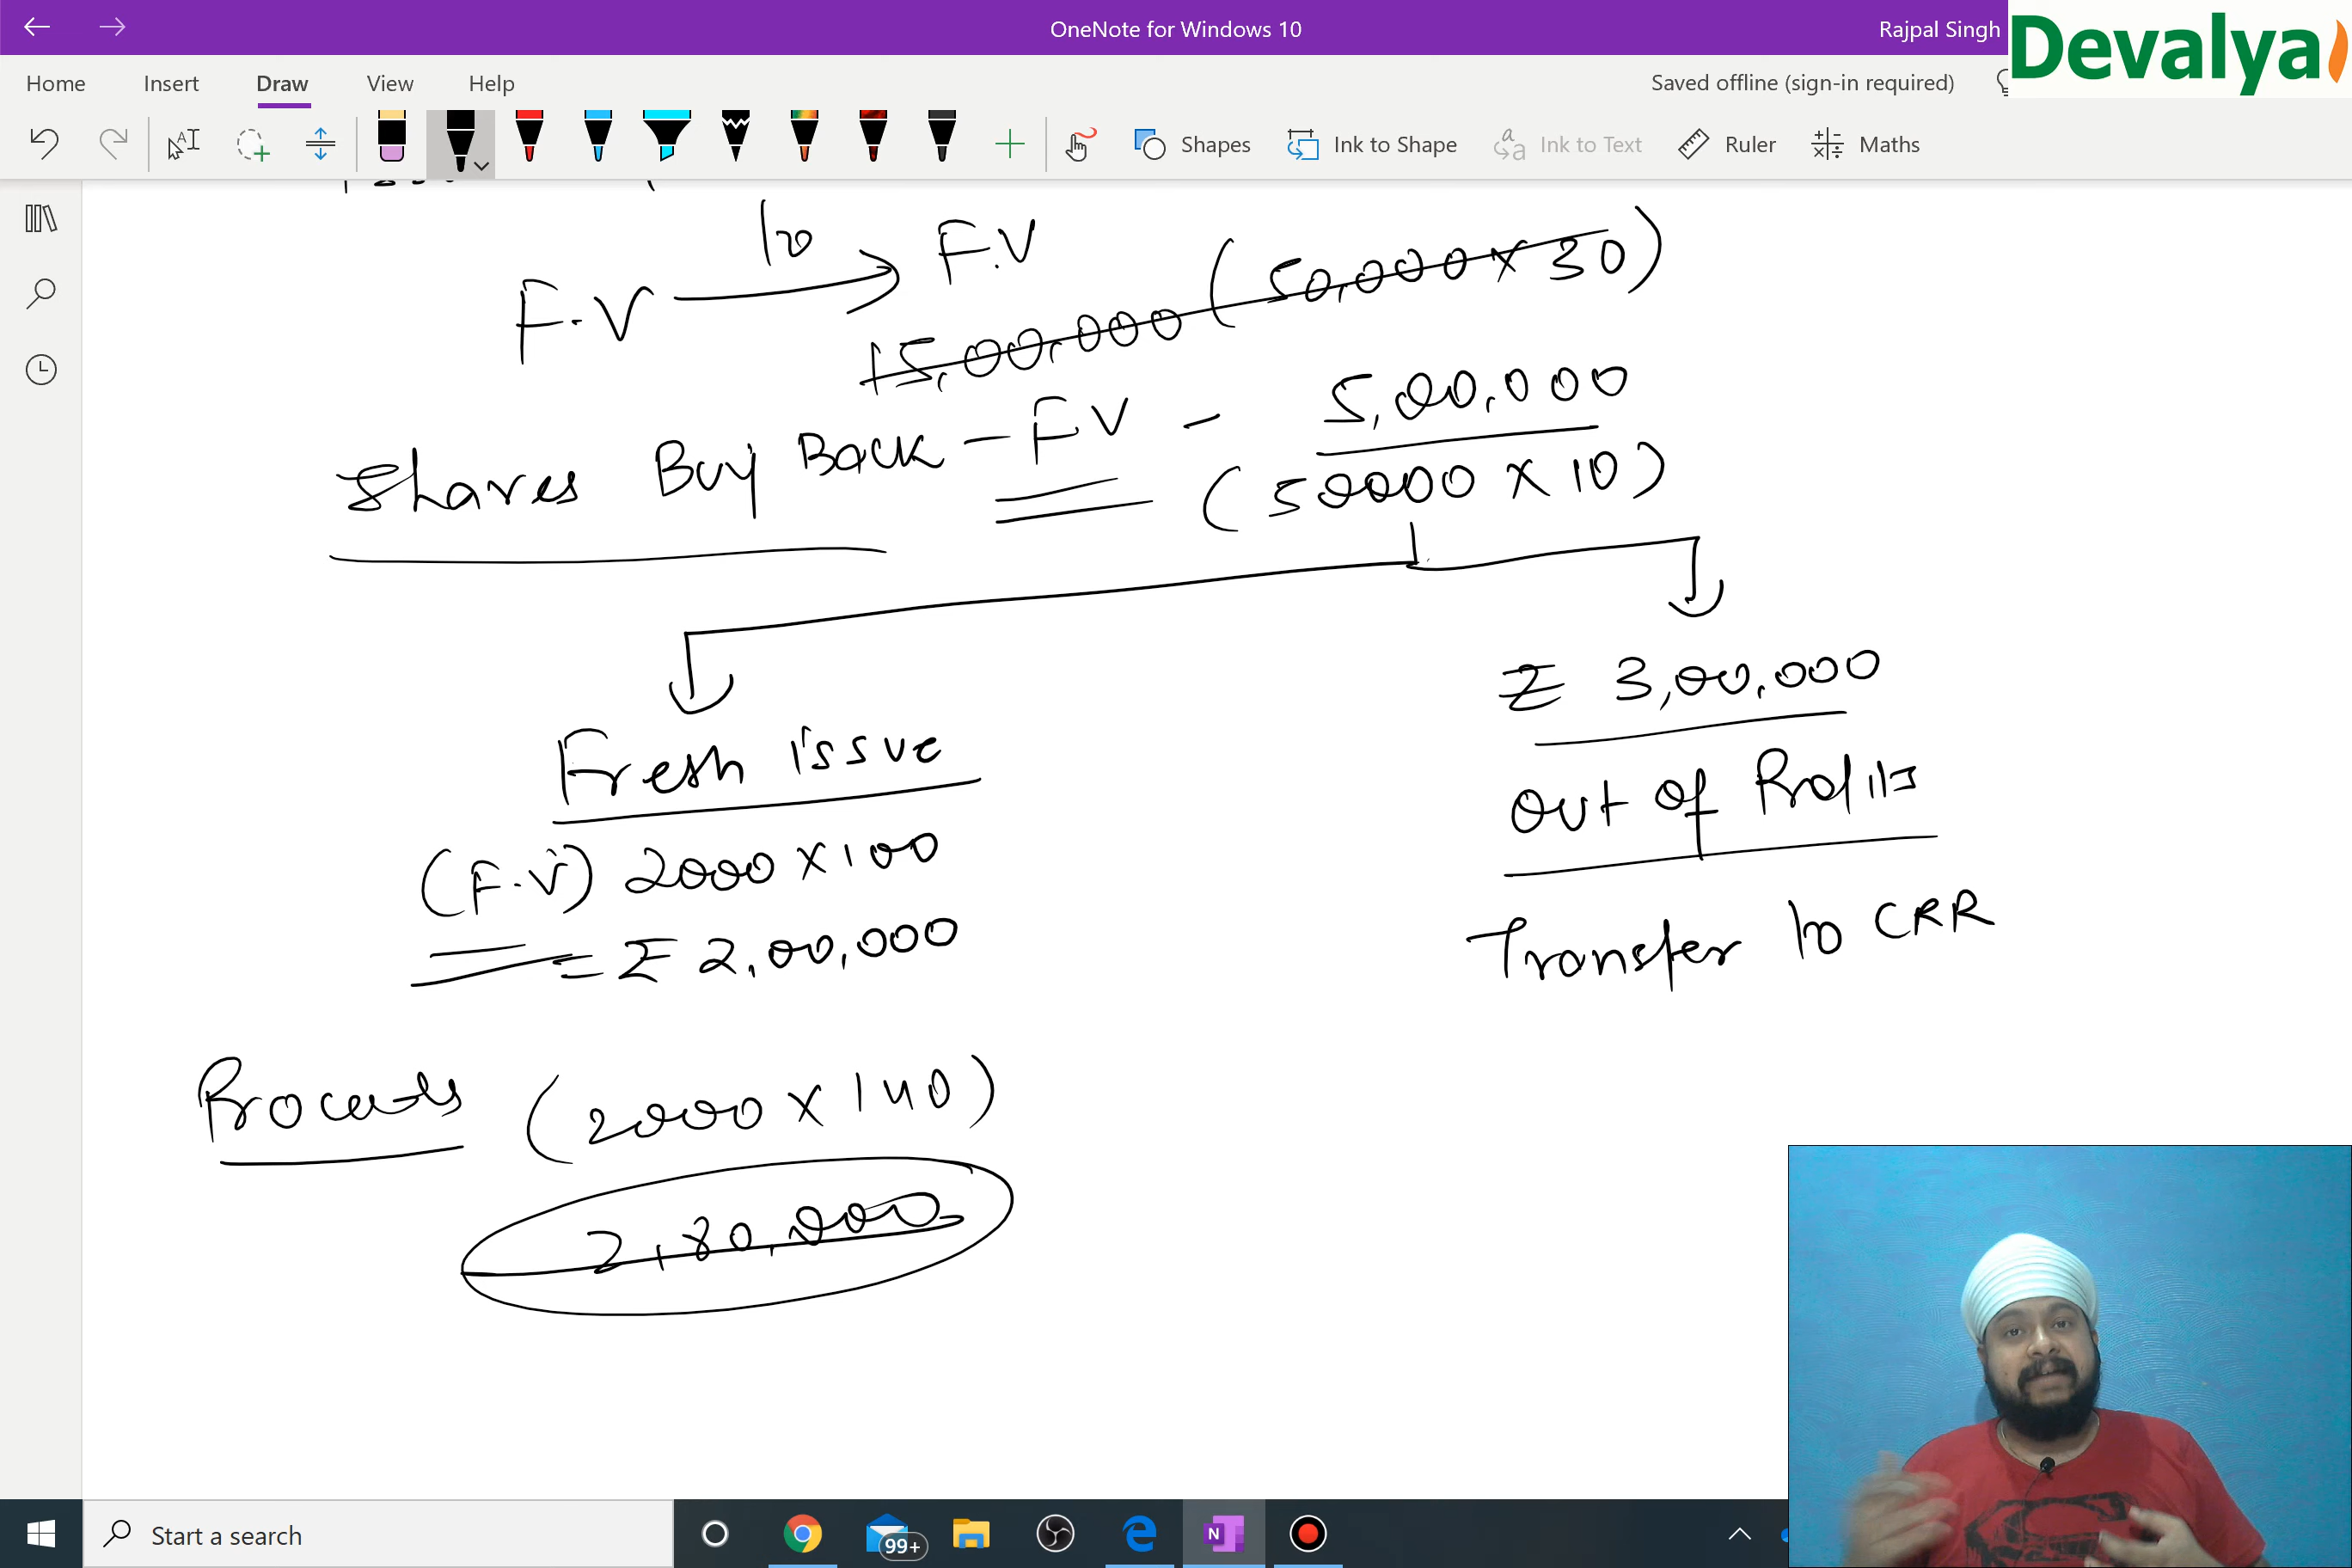 OneNote for Windows 10
Rajpal Singh
Devalya
Home Insert Draw View Help
Saved offline (sign-in required)
Shapes Ink to Shape Ink to Text Ruler Maths
F.V to F.V
15,00,000 (50,000 x 30)
Shares Buy Back - FV - 5,00,000
(50000 x 10)
₹ 3,00,000
Fresh issue
out of Profits
(F.V) 2000 x 100
Transfer to CRR
= ₹ 2,00,000
Proceeds (2000 x 140)
2,80,000
Start a search
99+
N